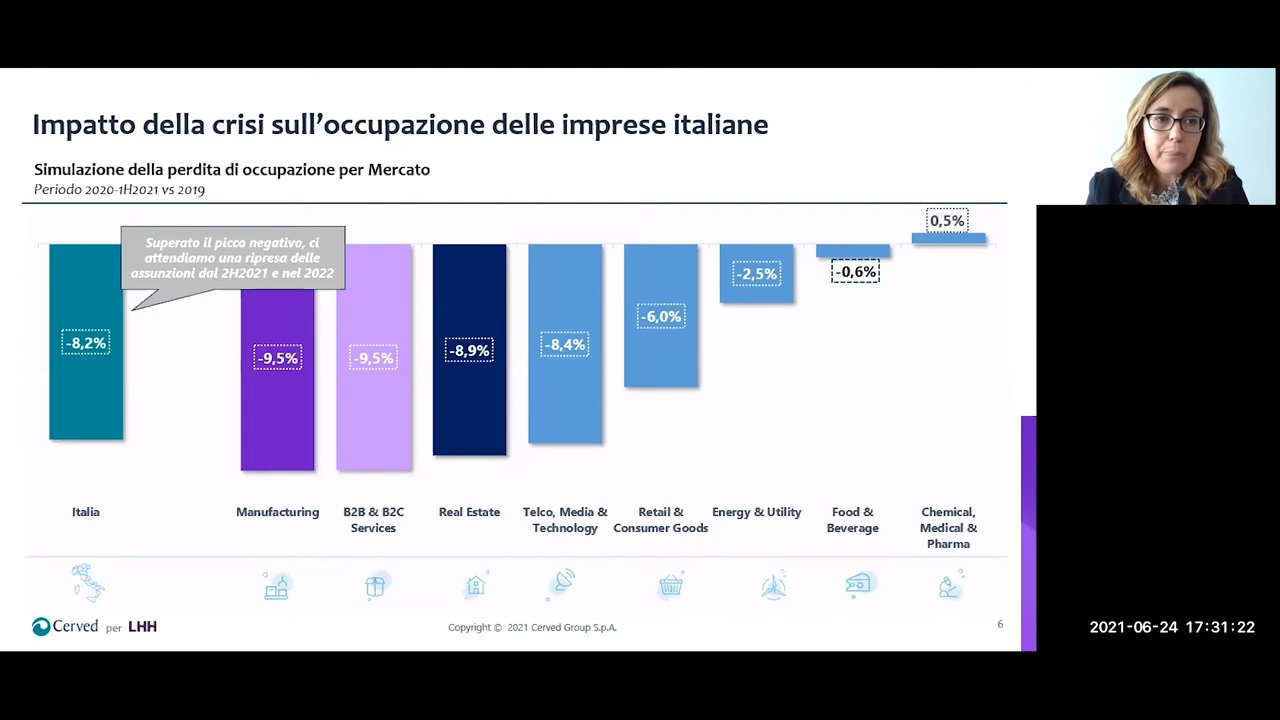 Impatto della crisi sull'occupazione delle imprese italiane
Simulazione della perdita di occupazione per Mercato
Periodo 2020-1H2021 vs 2019
Superato il picco negativo, ci
attendiamo una ripresa delle
assunzioni dal 2H2021 e nel 2022
-8,2%
-9,5%
-9,5%
-8,9%
-8,4%
-6,0%
-2,5%
-0,6%
0,5%
Italia
Manufacturing
B2B & B2C
Services
Real Estate
Telco, Media &
Technology
Retail &
Consumer Goods
Energy & Utility
Food &
Beverage
Chemical,
Medical &
Pharma
Cerved per LHH
Copyright © 2021 Cerved Group S.p.A.
6
2021-06-24 17:31:22